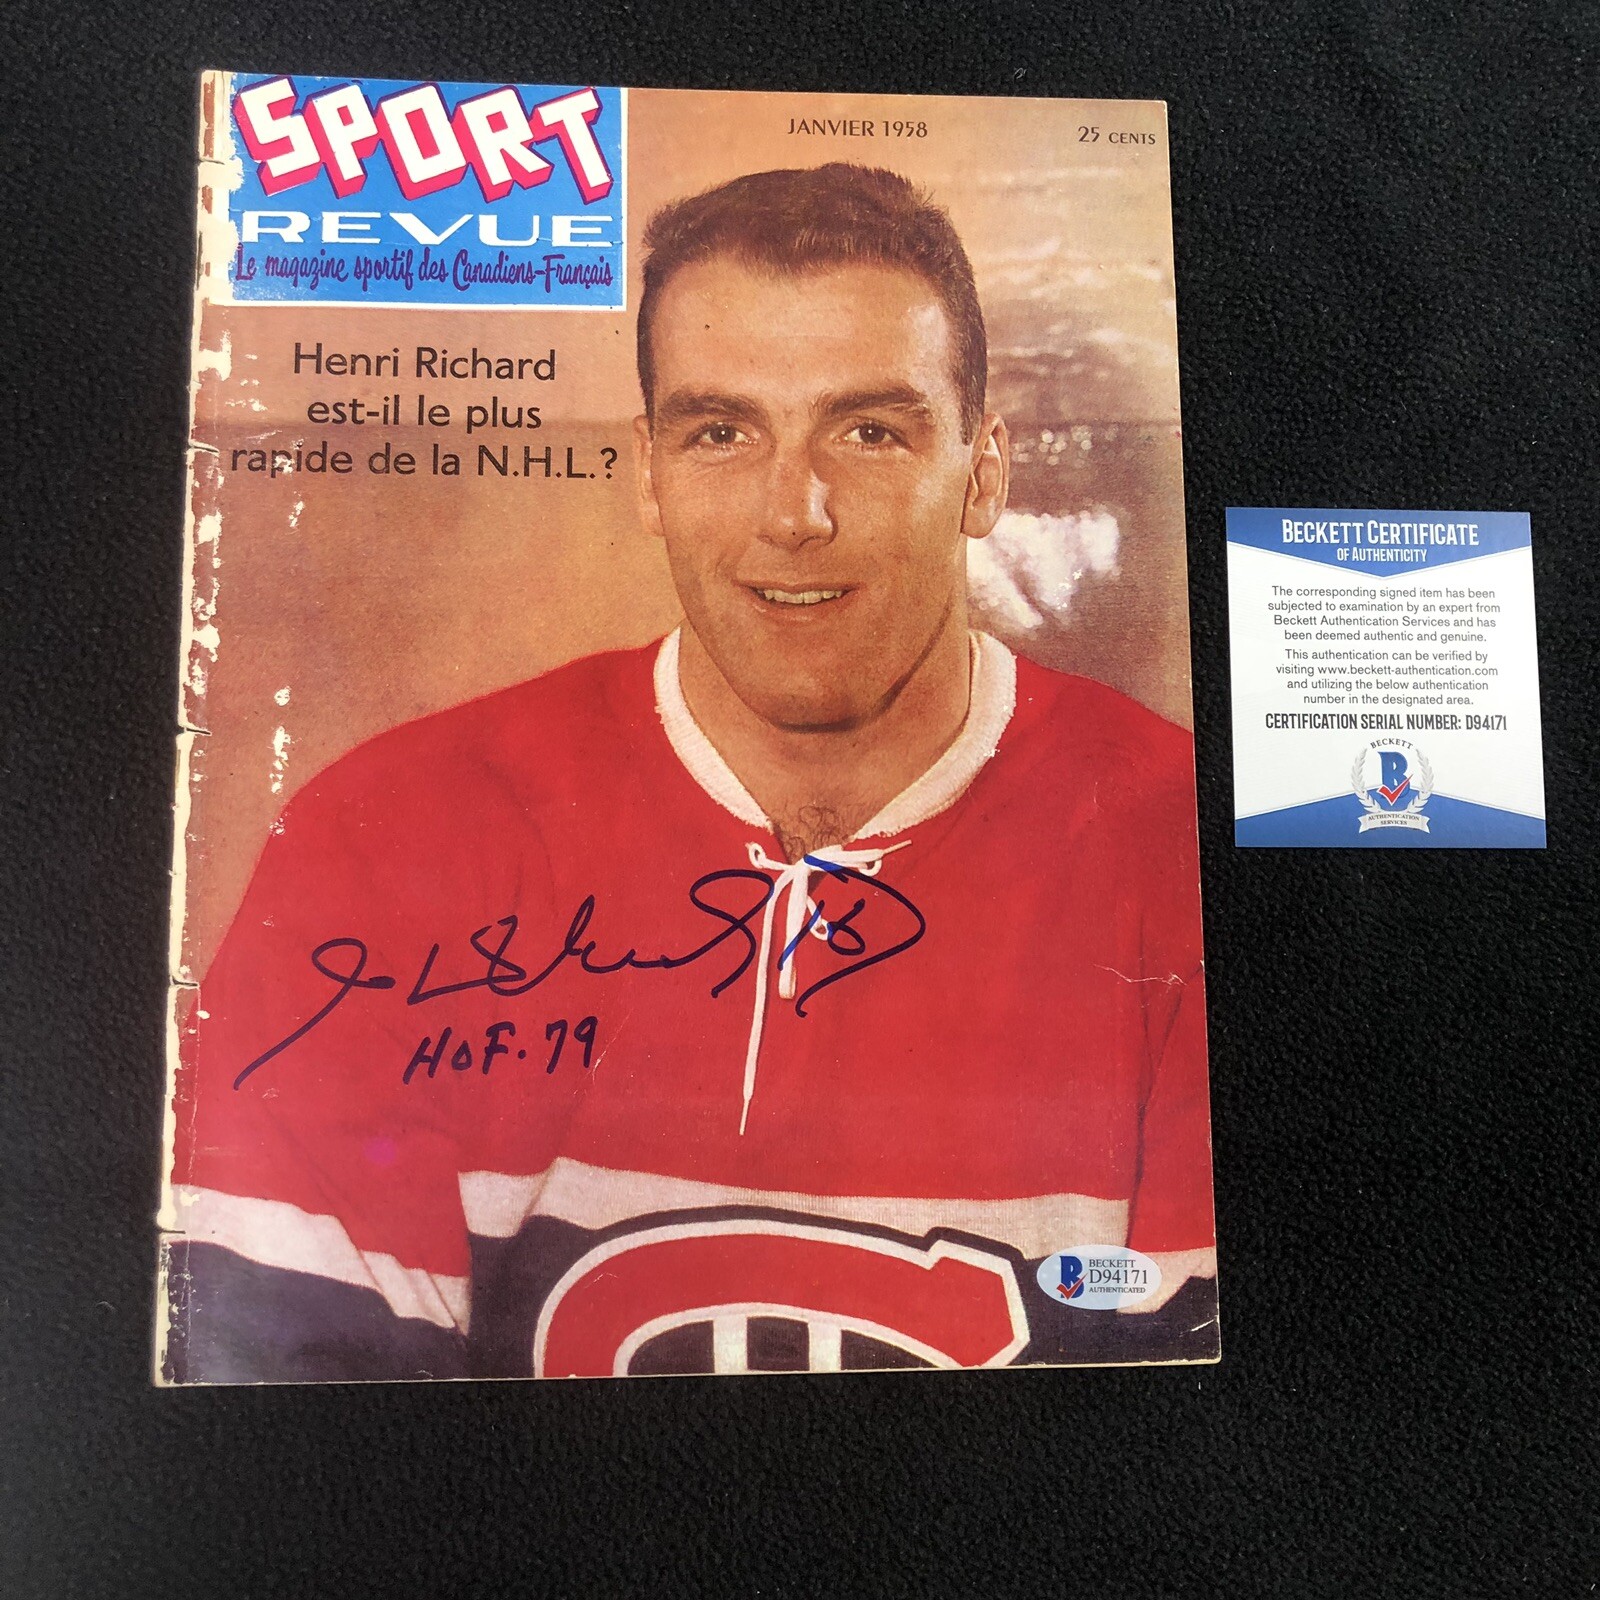 SPORT
REVUE
Le magazine sportif des Canadiens-Français
JANVIER 1958
25 CENTS
Henri Richard
est-il le plus
rapide de la N.H.L.?
16
HOF. 79
BECKETT
D94171
AUTHENTICATED
BECKETT CERTIFICATE
OF AUTHENTICITY
The corresponding signed item has been
subjected to examination by an expert from
Beckett Authentication Services and has
been deemed authentic and genuine.
This authentication can be verified by
visiting www.beckett-authentication.com
and utilizing the below authentication
number in the designated area.
CERTIFICATION SERIAL NUMBER: D94171
BECKETT
B
AUTHENTICATION
SERVICES